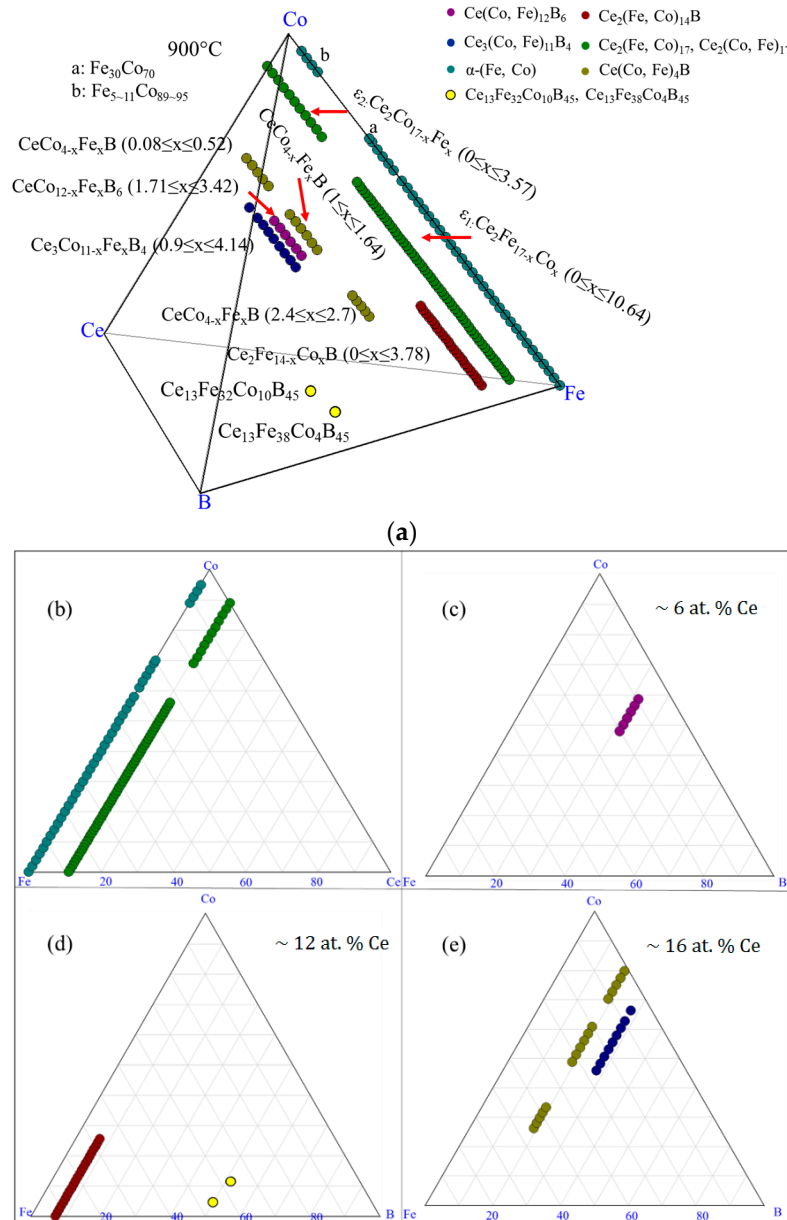 Co
900°C
a: Fe₃₀Co₇₀
b: Fe₅~₁₁Co₈₉~₉₅
b
a
Ce(Co, Fe)₁₂B₆
Ce₂(Fe, Co)₁₄B
Ce₃(Co, Fe)₁₁B₄
Ce₂(Fe, Co)₁₇, Ce₂(Co, Fe)₁
α-(Fe, Co)
Ce(Co, Fe)₄B
Ce₁₃Fe₃₂Co₁₀B₄₅, Ce₁₃Fe₃₈Co₄B₄₅
ε₂:Ce₂Co₁₇₋ₓFeₓ (0≤x≤3.57)
CeCo₄₋ₓFeₓB (1≤x≤1.64)
CeCo₄₋ₓFeₓB (0.08≤x≤0.52)
CeCo₁₂₋ₓFeₓB₆ (1.71≤x≤3.42)
ε₁:Ce₂Fe₁₇₋ₓCoₓ (0≤x≤10.64)
Ce₃Co₁₁₋ₓFeₓB₄ (0.9≤x≤4.14)
CeCo₄₋ₓFeₓB (2.4≤x≤2.7)
Ce
Ce₂Fe₁₄₋ₓCoₓB (0≤x≤3.78)
Ce₁₃Fe₃₂Co₁₀B₄₅
Fe
Ce₁₃Fe₃₈Co₄B₄₅
B
(a)
(b)
Co
Fe 20 40 60 80 Ce
(c)
Co
~ 6 at. % Ce
Fe 20 40 60 80 B
(d)
Co
~ 12 at. % Ce
Fe 20 40 60 80 B
(e)
Co
~ 16 at. % Ce
Fe 20 40 60 80 B